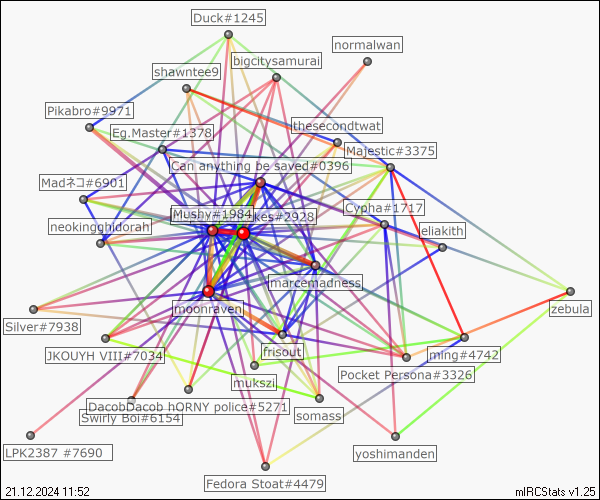 Duck#1245
normalwan
bigcitysamurai
shawntee9
Pikabro#9971
thesecondtwat
Eg.Master#1378
Majestic#3375
Can anything be saved#0396
Madネコ#6901
Mushy#1984
kes#2928
Cypha#1717
neokingghidorah
eliakith
marcemadness
moonraven
zebula
Silver#7938
frisout
JKOUYH VIII#7034
ming#4742
Pocket Persona#3326
mukszi
DacobDacob hORNY police#5271
somass
Swirly Boi#6154
LPK2387 #7690
yoshimanden
Fedora Stoat#4479
21.12.2024 11:52
mIRCStats v1.25